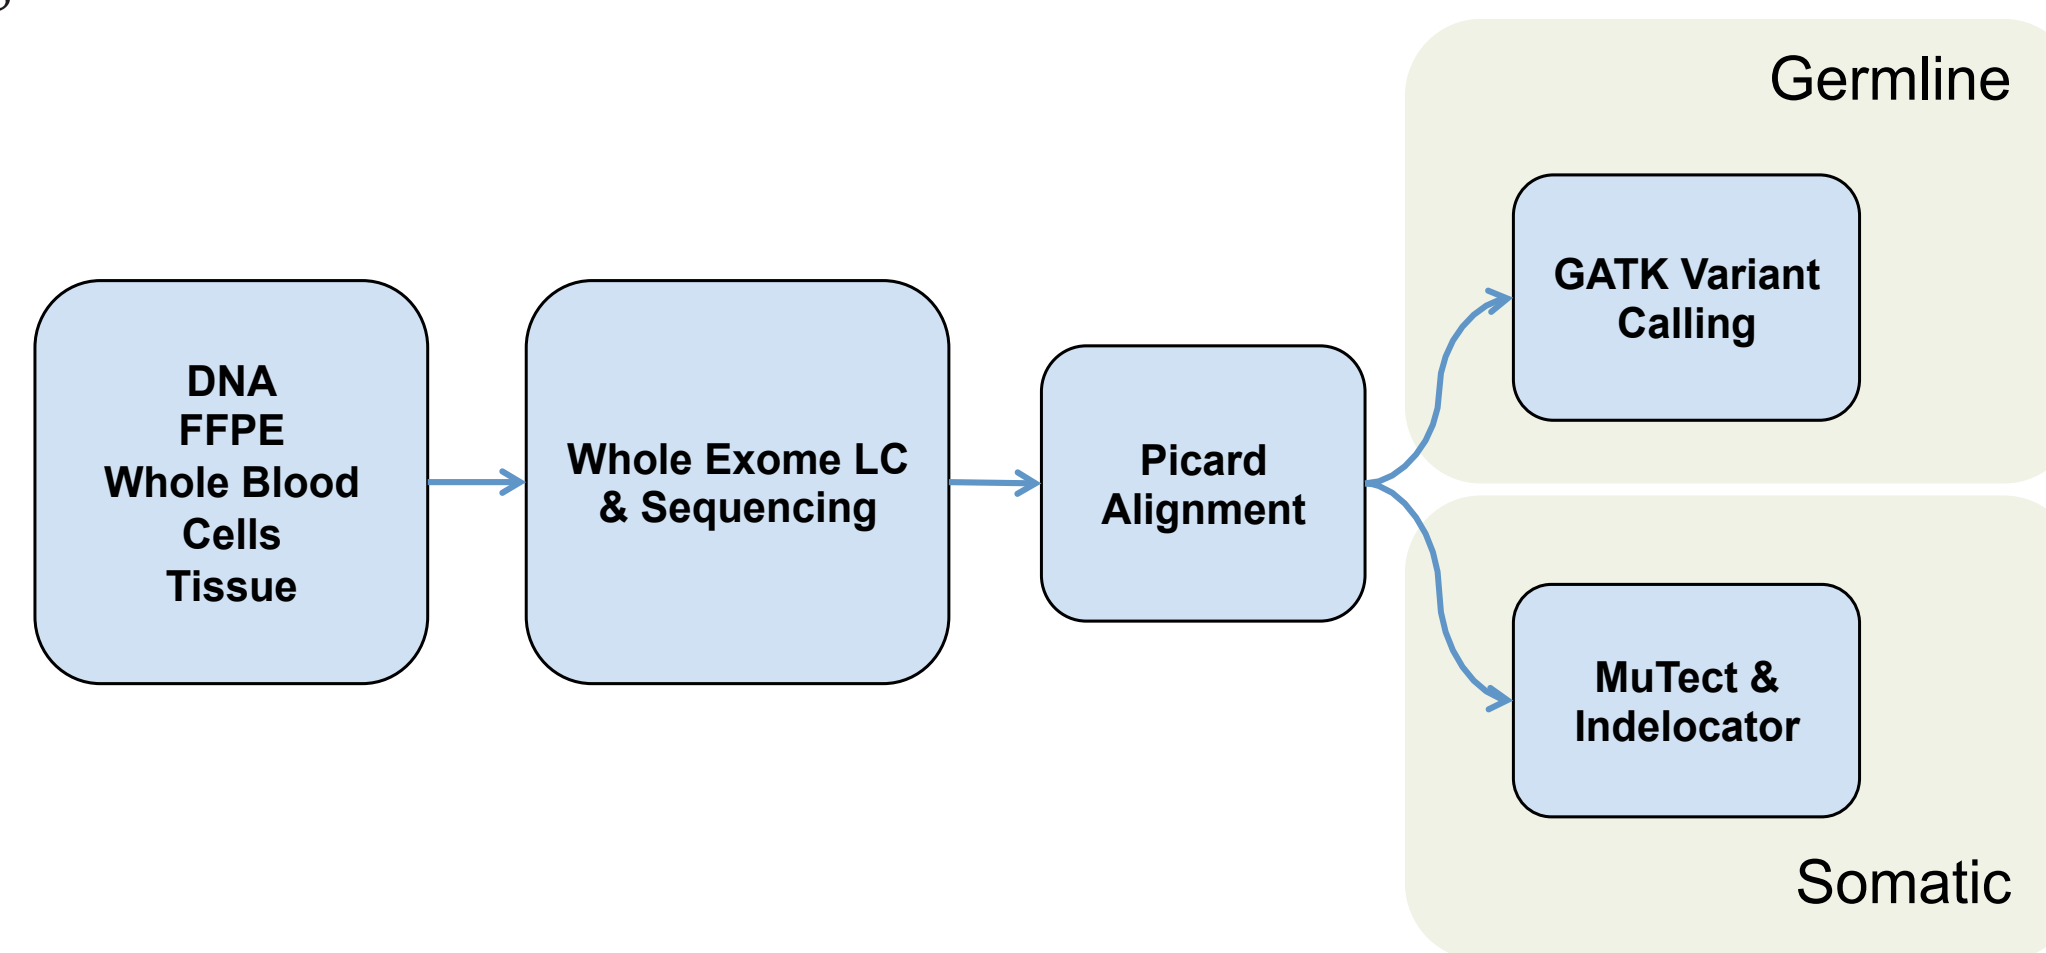 DNA
FFPE
Whole Blood
Cells
Tissue
Whole Exome LC
& Sequencing
Picard
Alignment
Germline
GATK Variant
Calling
MuTect &
Indelocator
Somatic